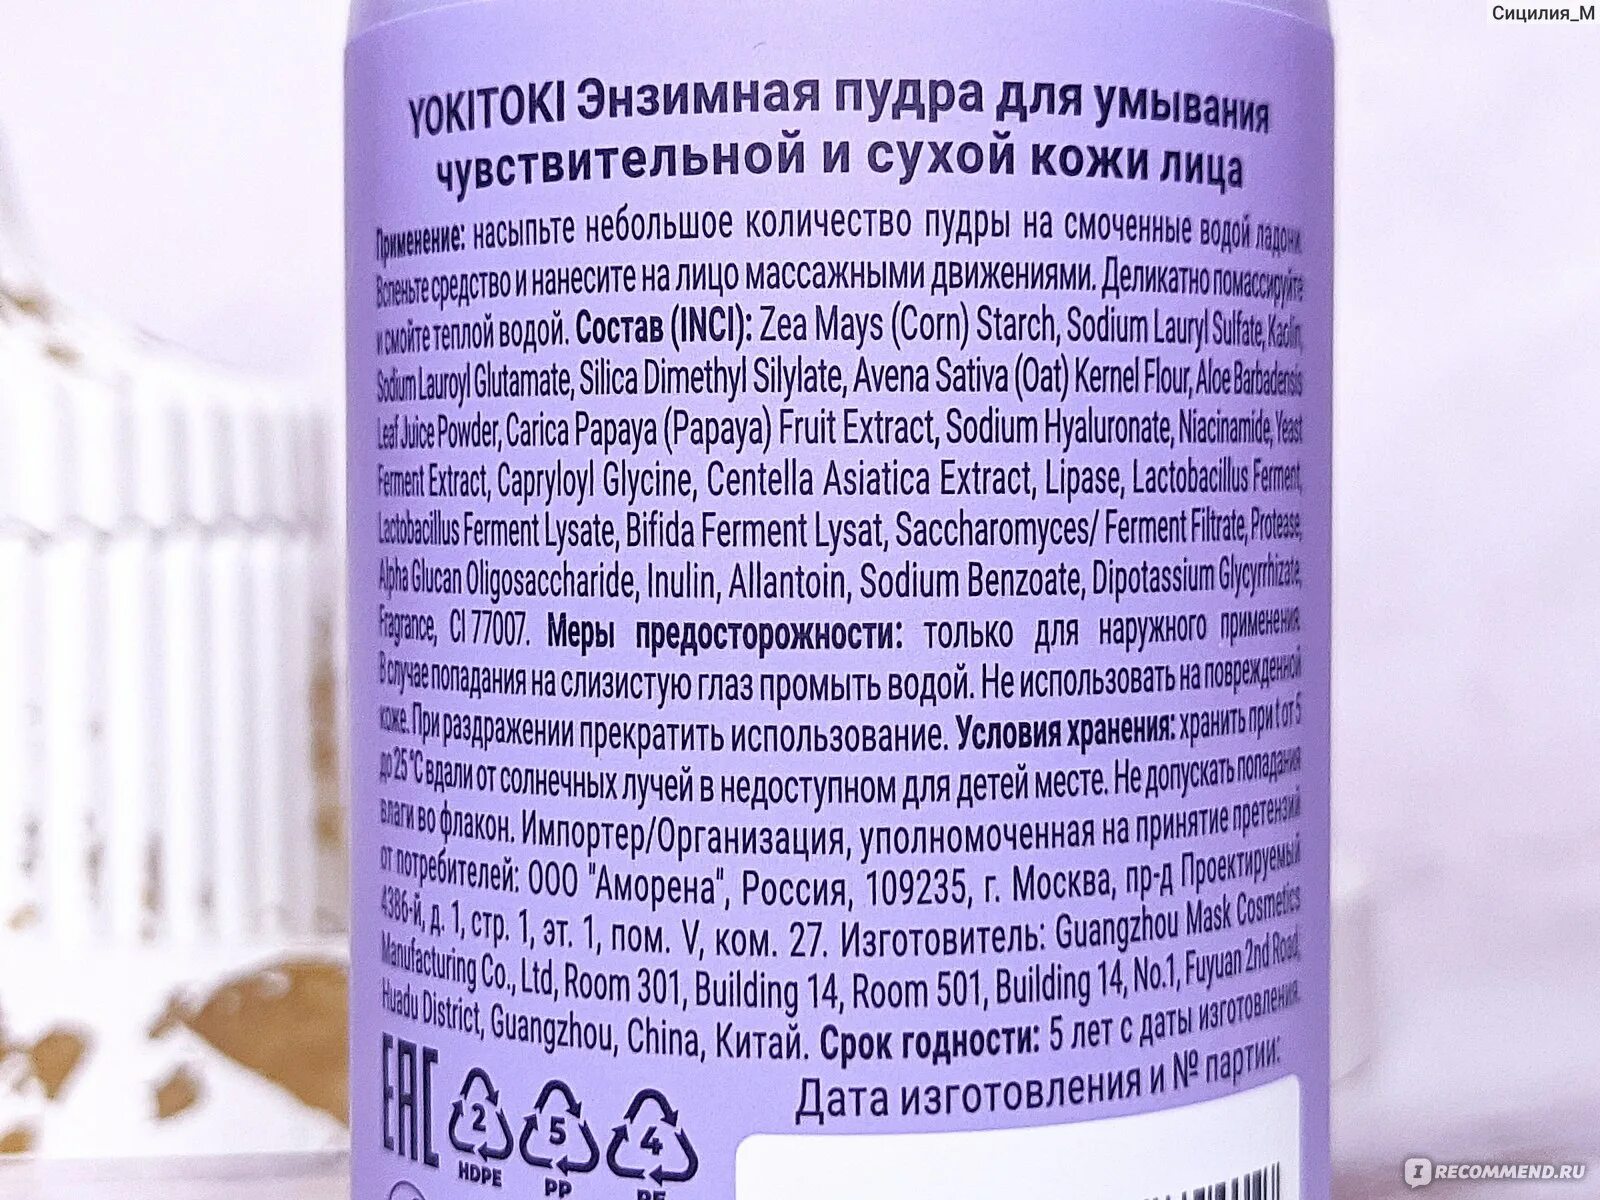 Сицилия_М
YOKITOKI Энзимная пудра для умывания
чувствительной и сухой кожи лица
Применение: насыпьте небольшое количество пудры на смоченные водой ладони.
Вспеньте средство и нанесите на лицо массажными движениями. Деликатно помассируйте
и смойте теплой водой. Состав (INCI): Zea Mays (Corn) Starch, Sodium Lauryl Sulfate, Kaolin,
Sodium Lauroyl Glutamate, Silica Dimethyl Silylate, Avena Sativa (Oat) Kernel Flour, Aloe Barbadensis
Leaf Juice Powder, Carica Papaya (Papaya) Fruit Extract, Sodium Hyaluronate, Niacinamide, Yeast
Ferment Extract, Capryloyl Glycine, Centella Asiatica Extract, Lipase, Lactobacillus Ferment,
Lactobacillus Ferment Lysate, Bifida Ferment Lysat, Saccharomyces/ Ferment Filtrate, Protease,
Alpha Glucan Oligosaccharide, Inulin, Allantoin, Sodium Benzoate, Dipotassium Glycyrrhizate,
Fragrance, CI 77007. Меры предосторожности: только для наружного применения.
В случае попадания на слизистую глаз промыть водой. Не использовать на поврежденной
коже. При раздражении прекратить использование. Условия хранения: хранить при t от 5
до 25 °C вдали от солнечных лучей в недоступном для детей месте. Не допускать попадания
влаги во флакон. Импортер/Организация, уполномоченная на принятие претензий
от потребителей: ООО "Аморена", Россия, 109235, г. Москва, пр-д Проектируемый
4386-й, д. 1, стр. 1, эт. 1, пом. V, ком. 27. Изготовитель: Guangzhou Mask Cosmetics
Manufacturing Co., Ltd, Room 301, Building 14, Room 501, Building 14, No.1, Fuyuan 2nd Road,
Huadu District, Guangzhou, China, Китай. Срок годности: 5 лет с даты изготовления.
Дата изготовления и № партии:
EAC 2 5 4
HDPE PP PE
IRECOMMEND.RU